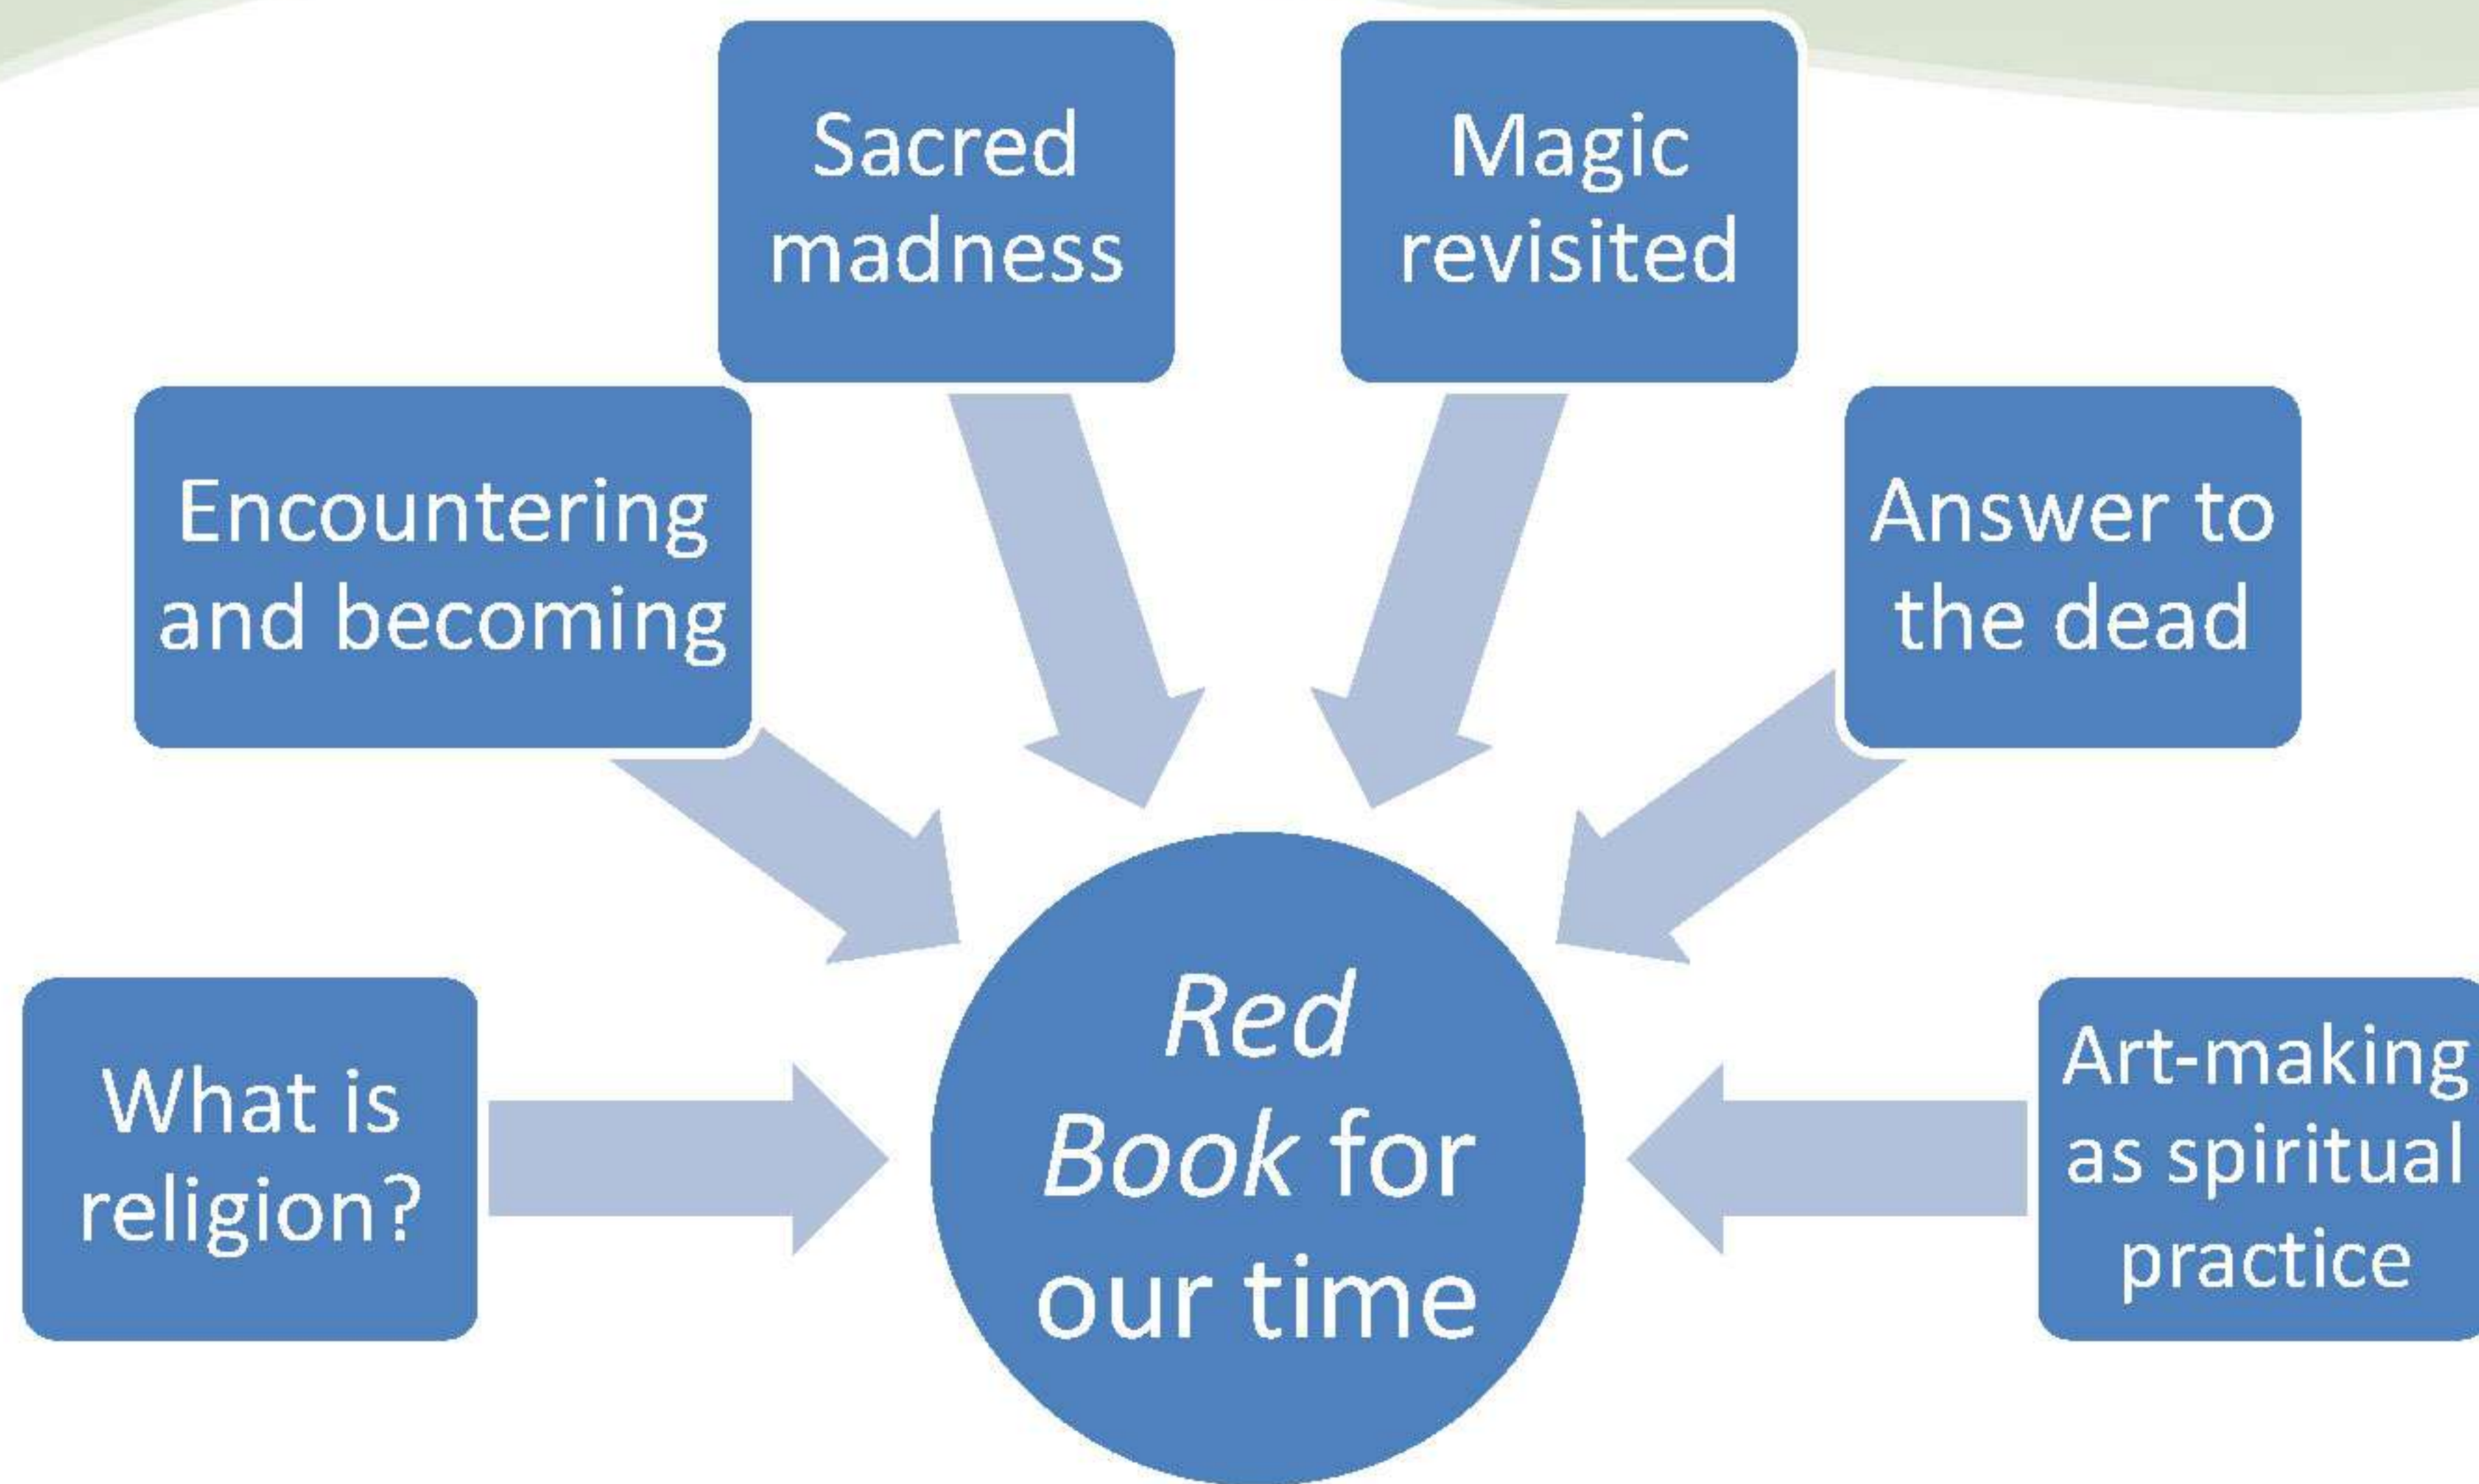 Sacred
madness
Magic
revisited
Encountering
and becoming
Answer to
the dead
What is
religion?
Red
Book for
our time
Art-making
as spiritual
practice